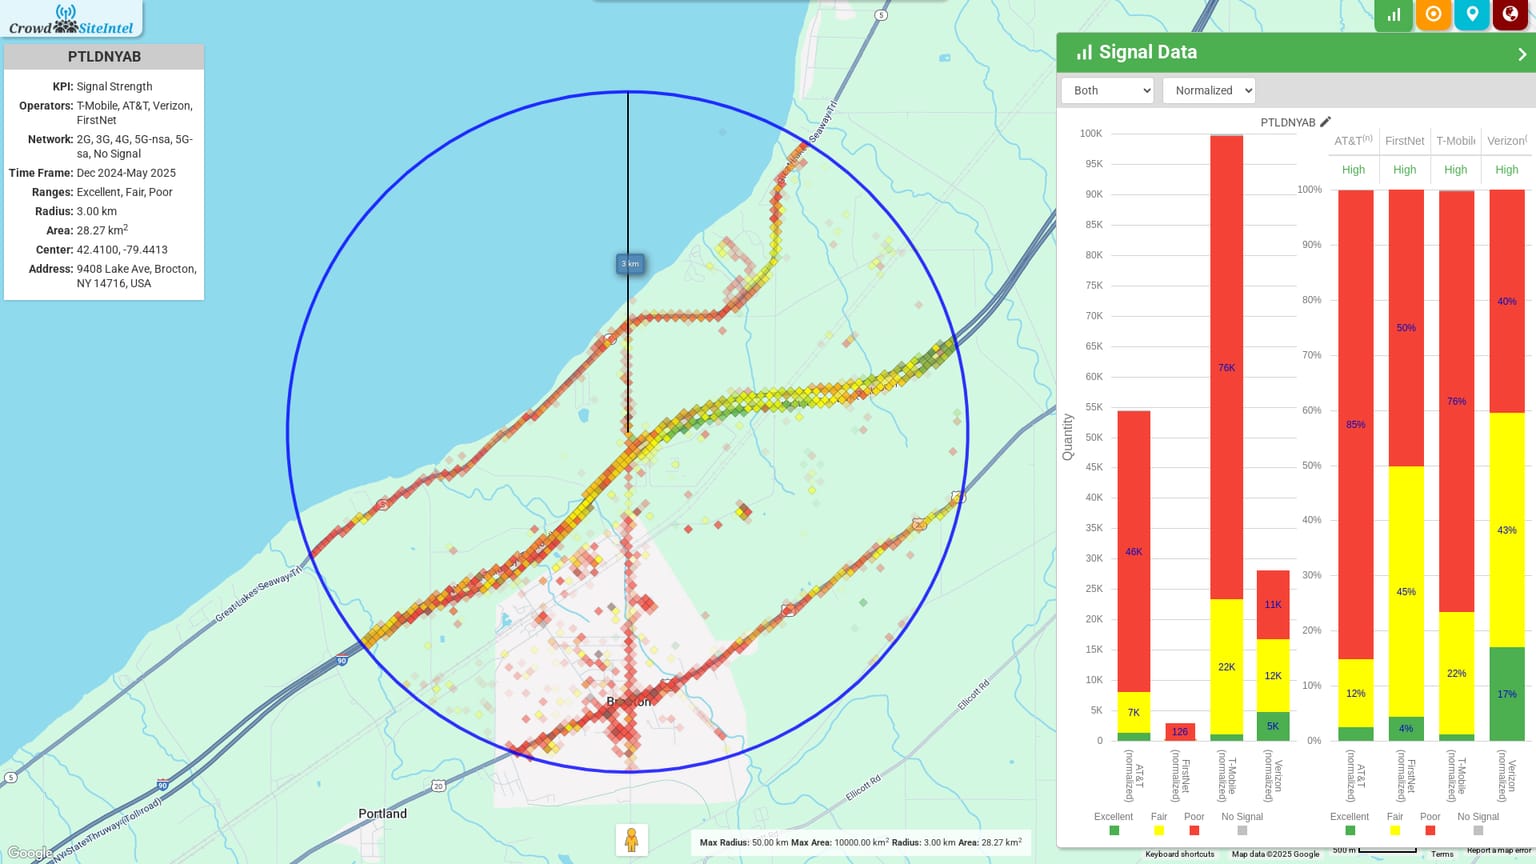 Crowd SiteIntel
PTLDNYAB
KPI: Signal Strength
Operators: T-Mobile, AT&T, Verizon,
FirstNet
Network: 2G, 3G, 4G, 5G-nsa, 5G-
sa, No Signal
Time Frame: Dec 2024-May 2025
Ranges: Excellent, Fair, Poor
Radius: 3.00 km
Area: 28.27 km²
Center: 42.4100, -79.4413
Address: 9408 Lake Ave, Brocton,
NY 14716, USA
5
Seaway Trl
3 km
5
Great Lakes Seaway Trl
90
Brocton
Ellicott Rd
5
90
20
Ellicott Rd
Portland
NY State Thruway (Tollroad)
Google
Max Radius: 50.00 km Max Area: 10000.00 km² Radius: 3.00 km Area: 28.27 km²
Signal Data
Both
Normalized
PTLDNYAB
100K
95K
90K
85K
80K
75K
70K
65K
60K
55K
50K
45K
40K
35K
30K
25K
20K
15K
10K
5K
0
Quantity
46K
7K
126
76K
22K
11K
12K
5K
AT&T (normalized)
FirstNet (normalized)
T-Mobile (normalized)
Verizon (normalized)
Excellent Fair Poor No Signal
AT&T(n) FirstNet T-Mobile Verizon(
High High High High
100%
90%
80%
70%
60%
50%
40%
30%
20%
10%
0%
85%
12%
50%
45%
4%
76%
22%
40%
43%
17%
AT&T (normalized)
FirstNet (normalized)
T-Mobile (normalized)
Verizon (normalized)
Excellent Fair Poor No Signal
Keyboard shortcuts Map data ©2025 Google 500 m Terms Report a map error